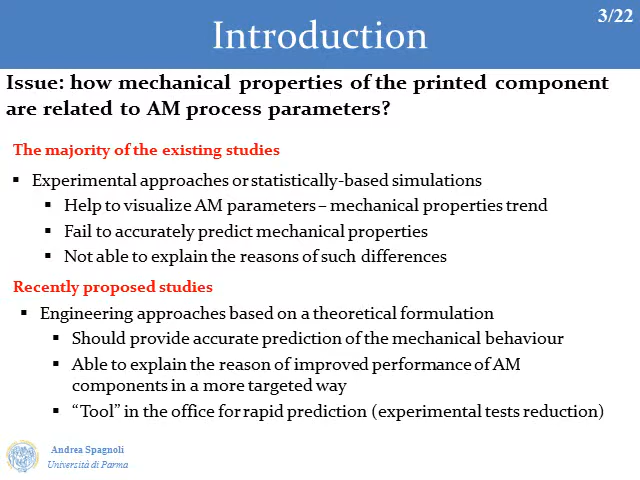 3/22
Introduction
Issue: how mechanical properties of the printed component
are related to AM process parameters?
The majority of the existing studies
▪ Experimental approaches or statistically-based simulations
▪ Help to visualize AM parameters – mechanical properties trend
▪ Fail to accurately predict mechanical properties
▪ Not able to explain the reasons of such differences
Recently proposed studies
▪ Engineering approaches based on a theoretical formulation
▪ Should provide accurate prediction of the mechanical behaviour
▪ Able to explain the reason of improved performance of AM
components in a more targeted way
▪ “Tool” in the office for rapid prediction (experimental tests reduction)
Andrea Spagnoli
Università di Parma